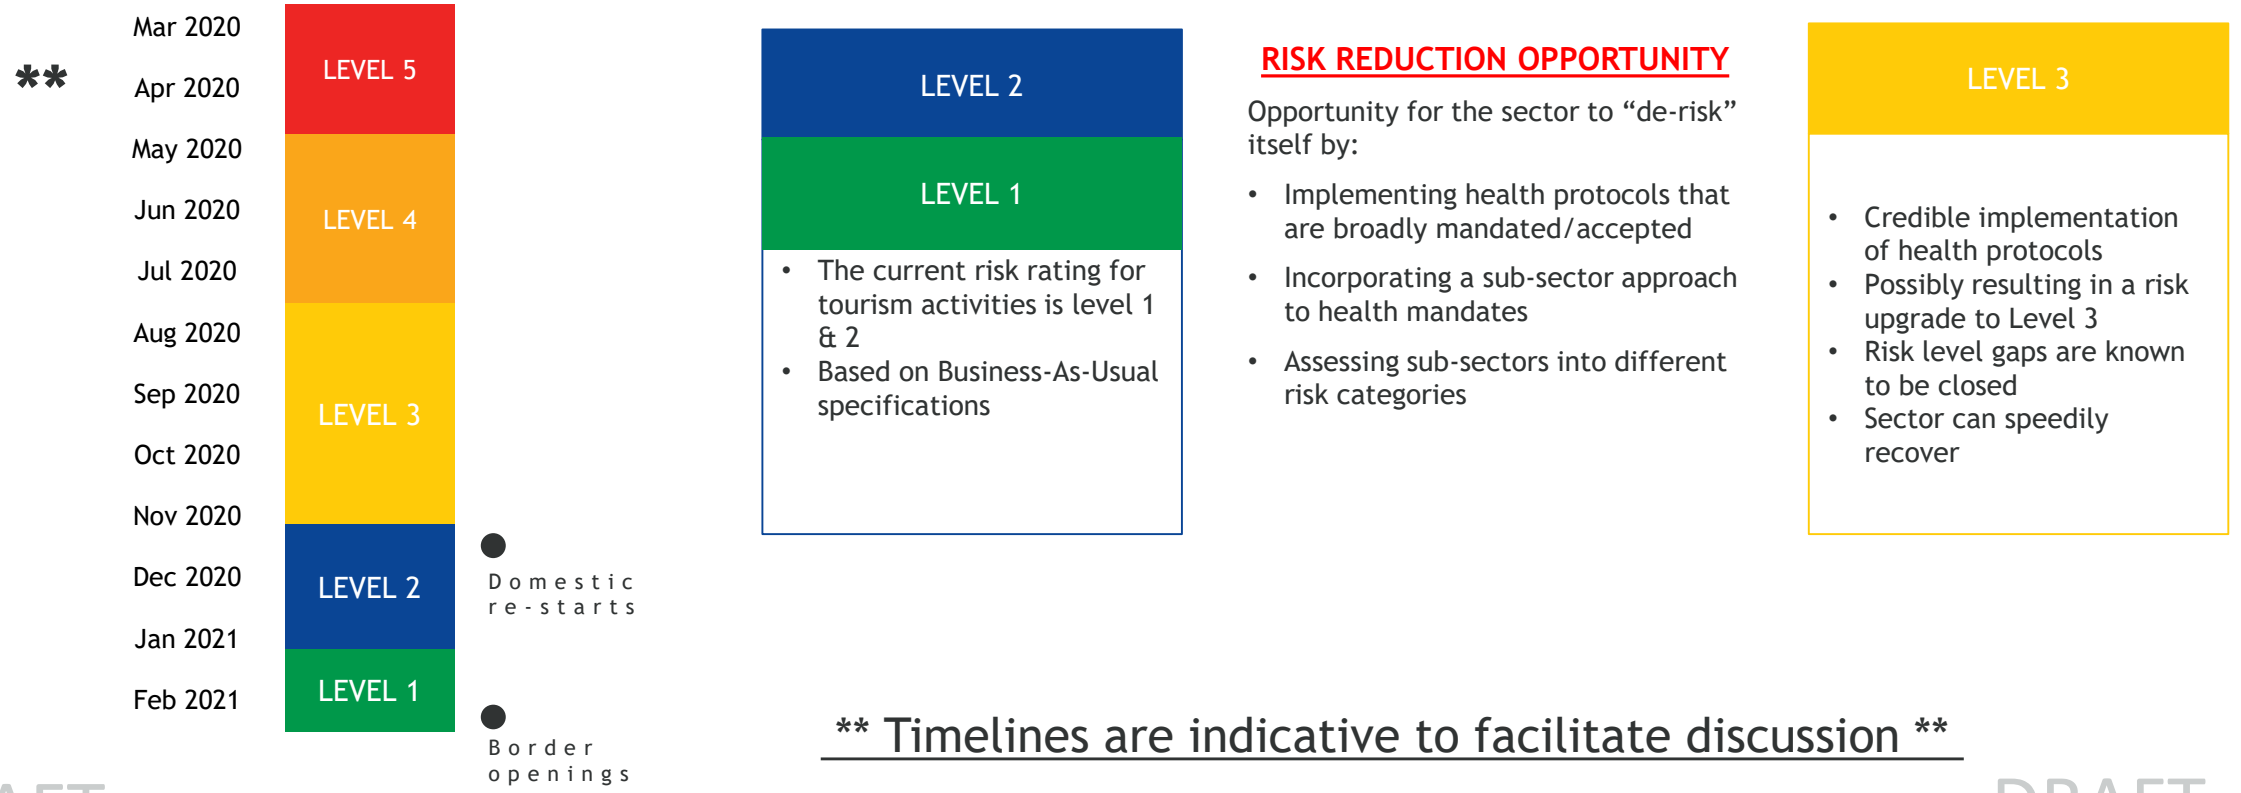 **
Mar 2020
Apr 2020
May 2020
Jun 2020
Jul 2020
Aug 2020
Sep 2020
Oct 2020
Nov 2020
Dec 2020
Jan 2021
Feb 2021
LEVEL 5
LEVEL 4
LEVEL 3
LEVEL 2
LEVEL 1
Domestic
re-starts
Border
openings
LEVEL 2
LEVEL 1
• The current risk rating for
tourism activities is level 1
& 2
• Based on Business-As-Usual
specifications
RISK REDUCTION OPPORTUNITY
Opportunity for the sector to “de-risk”
itself by:
• Implementing health protocols that
are broadly mandated/accepted
• Incorporating a sub-sector approach
to health mandates
• Assessing sub-sectors into different
risk categories
LEVEL 3
• Credible implementation
of health protocols
• Possibly resulting in a risk
upgrade to Level 3
• Risk level gaps are known
to be closed
• Sector can speedily
recover
** Timelines are indicative to facilitate discussion **
DRAFT